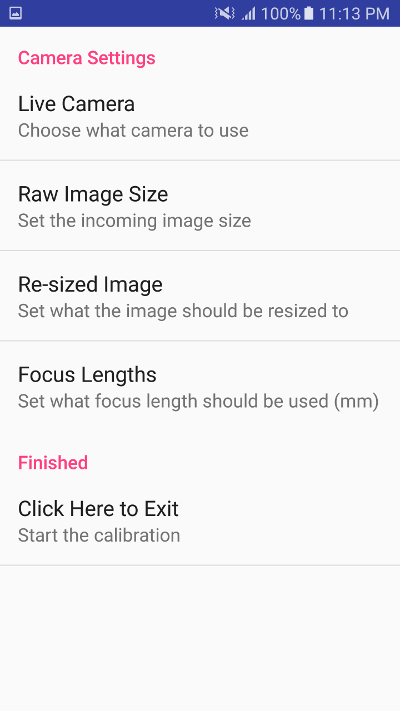 100% 11:13 PM
Camera Settings
Live Camera
Choose what camera to use
Raw Image Size
Set the incoming image size
Re-sized Image
Set what the image should be resized to
Focus Lengths
Set what focus length should be used (mm)
Finished
Click Here to Exit
Start the calibration